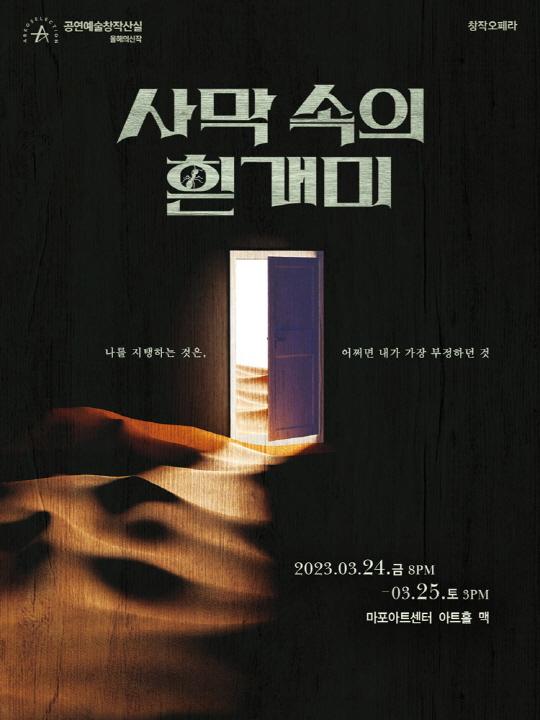 ARKO SELECTION
공연예술창작산실
올해의신작
창작오페라
사막 속의
흰개미
나를 지탱하는 것은,
어쩌면 내가 가장 부정하던 것
2023.03.24.금 8PM
–03.25.토 3PM
마포아트센터 아트홀 맥